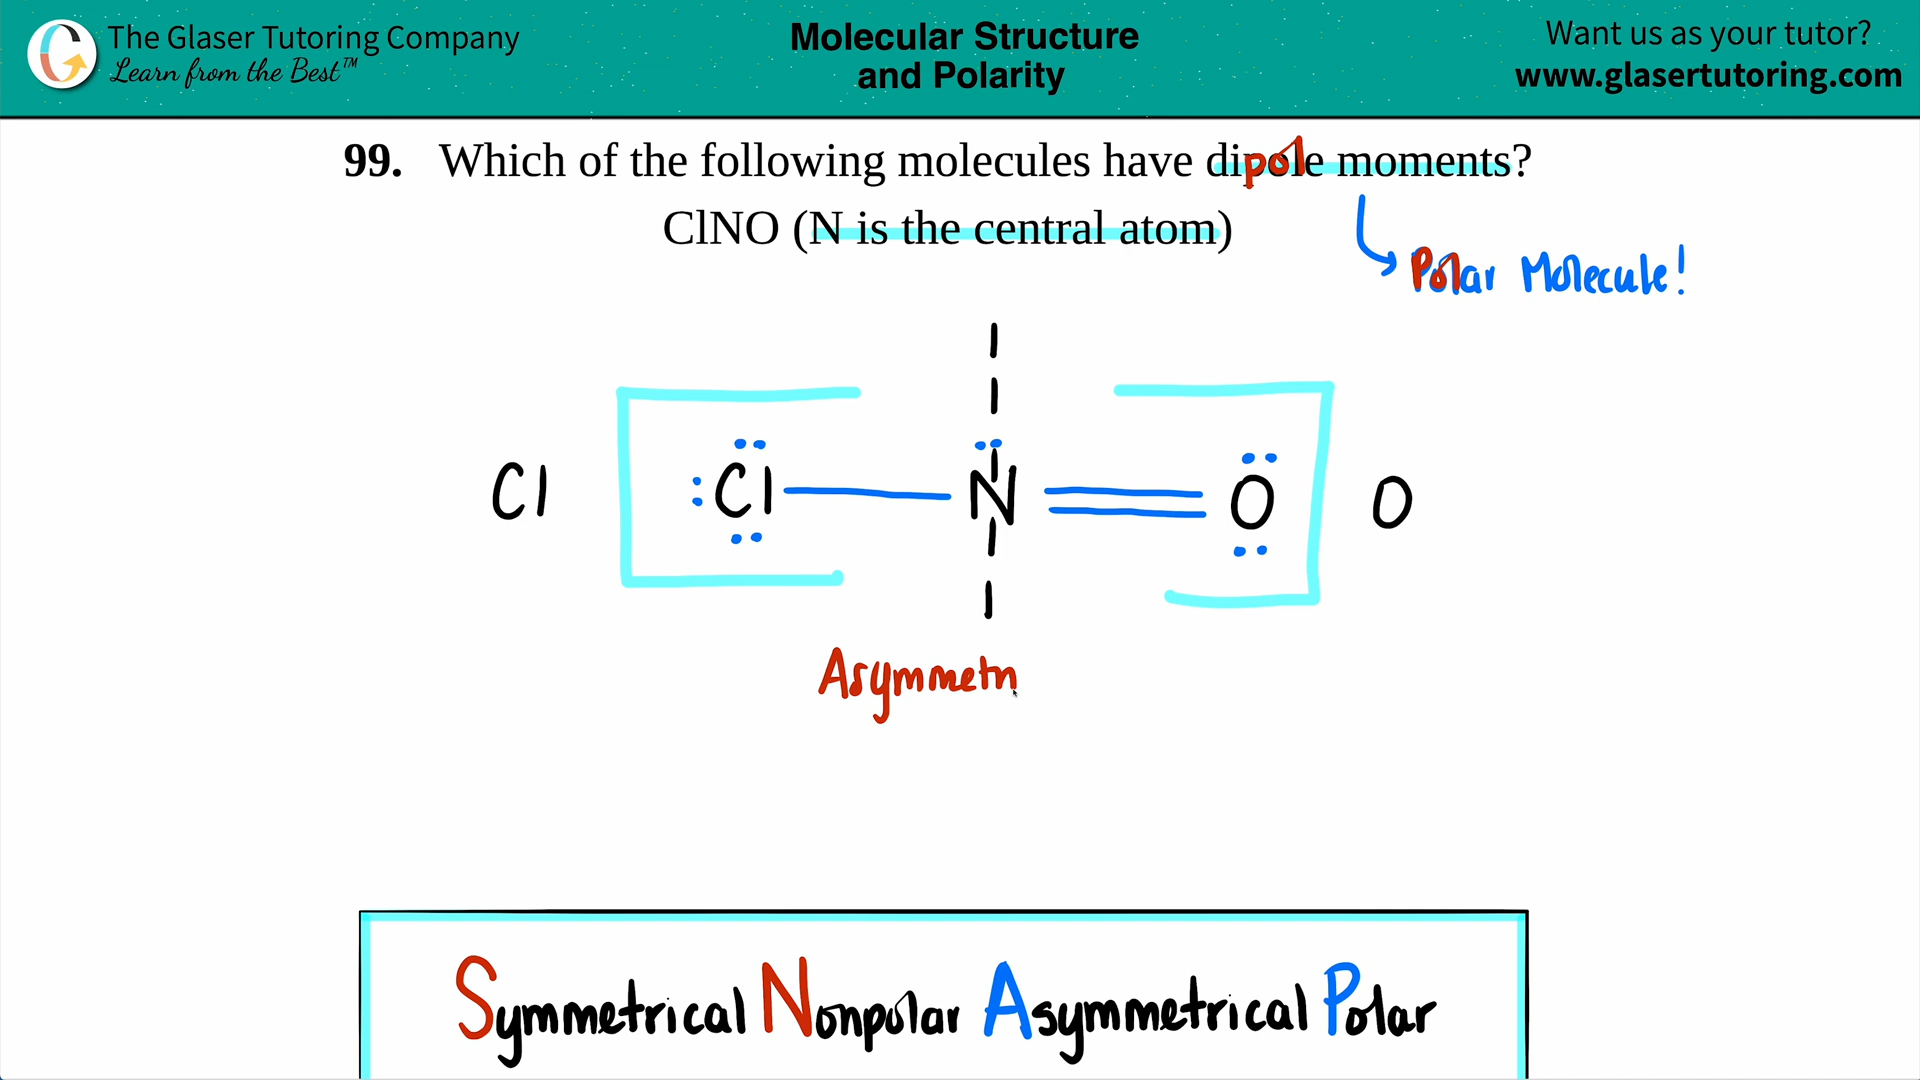 The Glaser Tutoring Company
Learn from the Best™
Molecular Structure
and Polarity
Want us as your tutor?
www.glasertutoring.com
99. Which of the following molecules have dipole moments?
ClNO (N is the central atom)
Polar Molecule!
Cl :Cl N O O
Asymmetr
Symmetrical Nonpolar Asymmetrical Polar